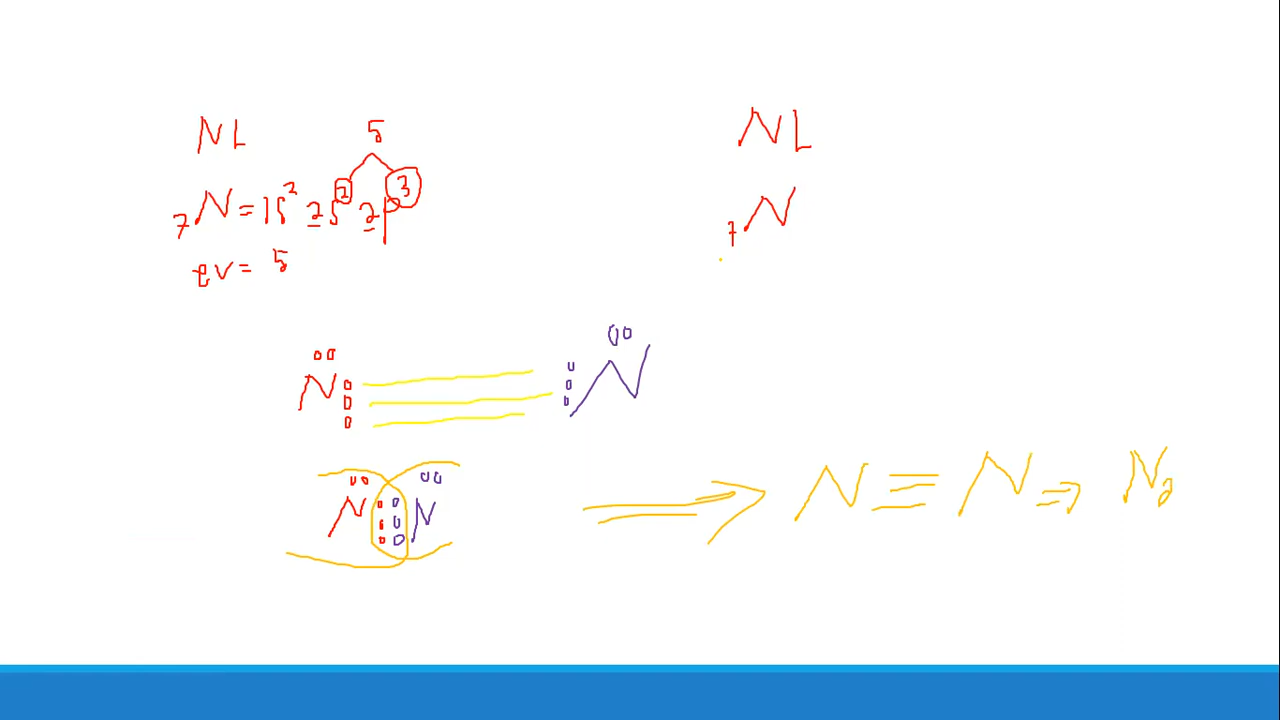 NL
5
₇N = 1s² 2s² 2p³
ev = 5
NL
₇N
N N
N N ⇒ N ≡ N ⇒ N₂